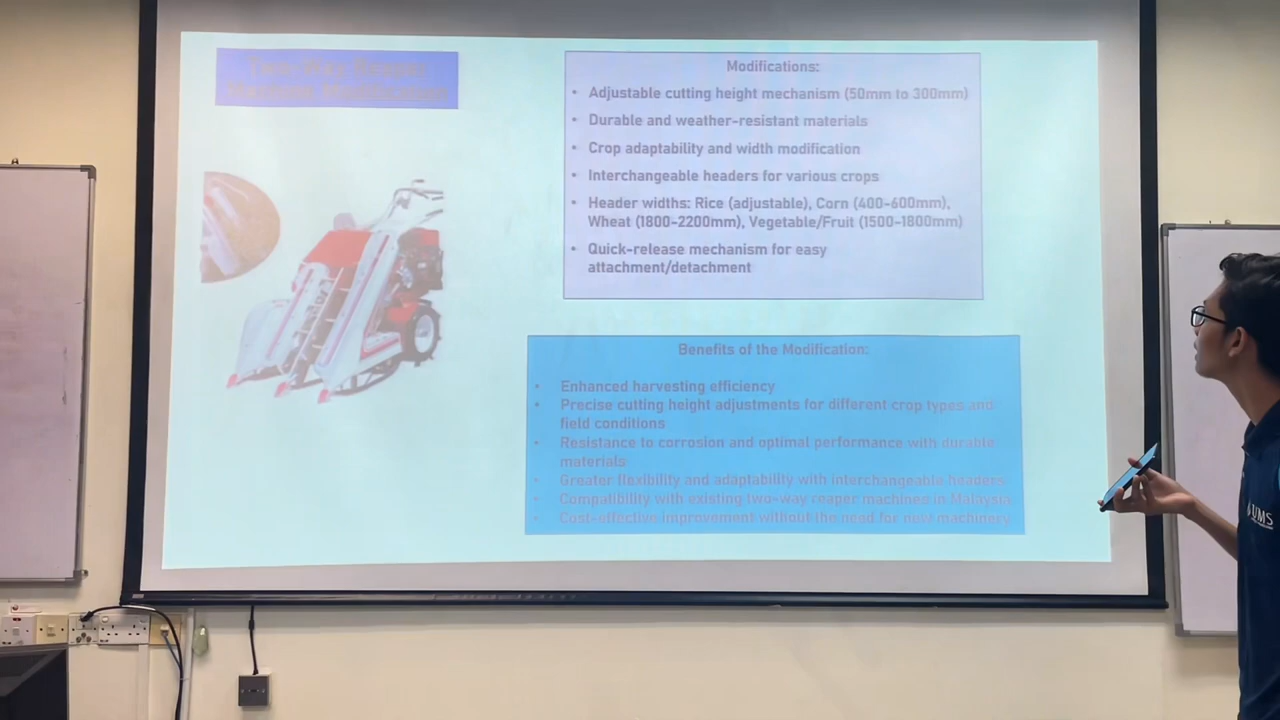 Two-Way Reaper
Machine Modification
Modifications:
• Adjustable cutting height mechanism (50mm to 300mm)
• Durable and weather-resistant materials
• Crop adaptability and width modification
• Interchangeable headers for various crops
• Header widths: Rice (adjustable), Corn (400-600mm),
Wheat (1800-2200mm), Vegetable/Fruit (1500-1800mm)
• Quick-release mechanism for easy
attachment/detachment
Benefits of the Modification:
• Enhanced harvesting efficiency
• Precise cutting height adjustments for different crop types and
field conditions
• Resistance to corrosion and optimal performance with durable
materials
• Greater flexibility and adaptability with interchangeable headers
• Compatibility with existing two-way reaper machines in Malaysia
• Cost-effective improvement without the need for new machinery
UMS